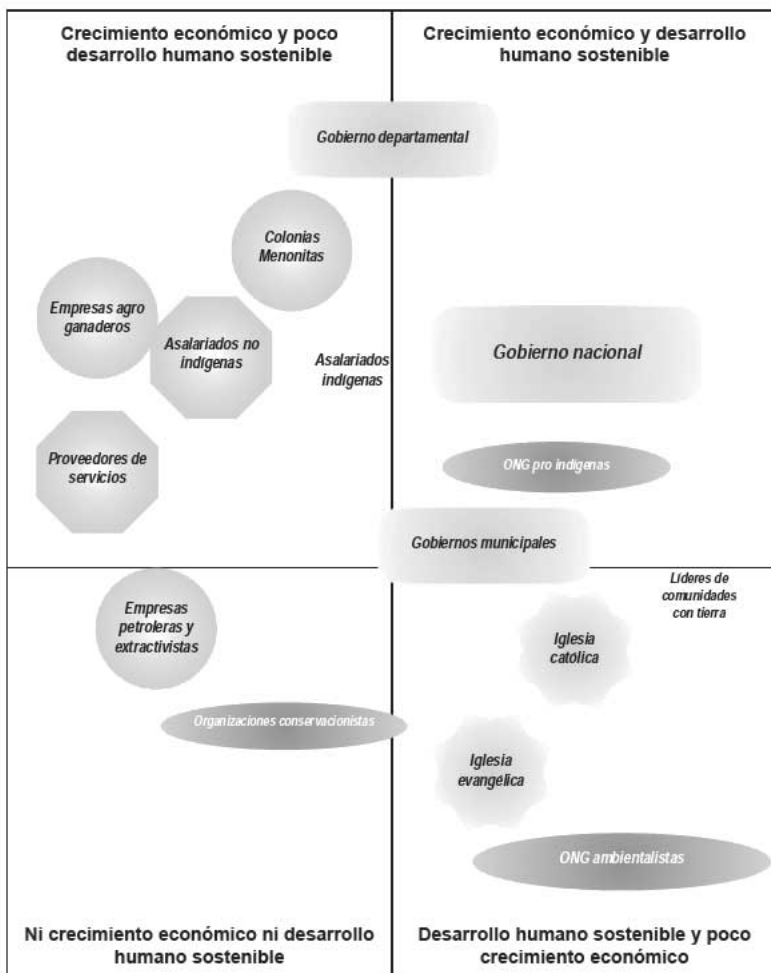 Crecimiento económico y poco
desarrollo humano sostenible
Crecimiento económico y desarrollo
humano sostenible
Gobierno departamental
Colonias
Menonitas
Empresas agro
ganaderos
Asalariados no
indígenas
Asalariados
indígenas
Gobierno nacional
Proveedores de
servicios
ONG pro indígenas
Gobiernos municipales
Empresas
petroleras y
extractivistas
Líderes de
comunidades
con tierra
Iglesia
católica
Organizaciones conservacionistas
Iglesia
evangélica
ONG ambientalistas
Ni crecimiento económico ni desarrollo
humano sostenible
Desarrollo humano sostenible y poco
crecimiento económico